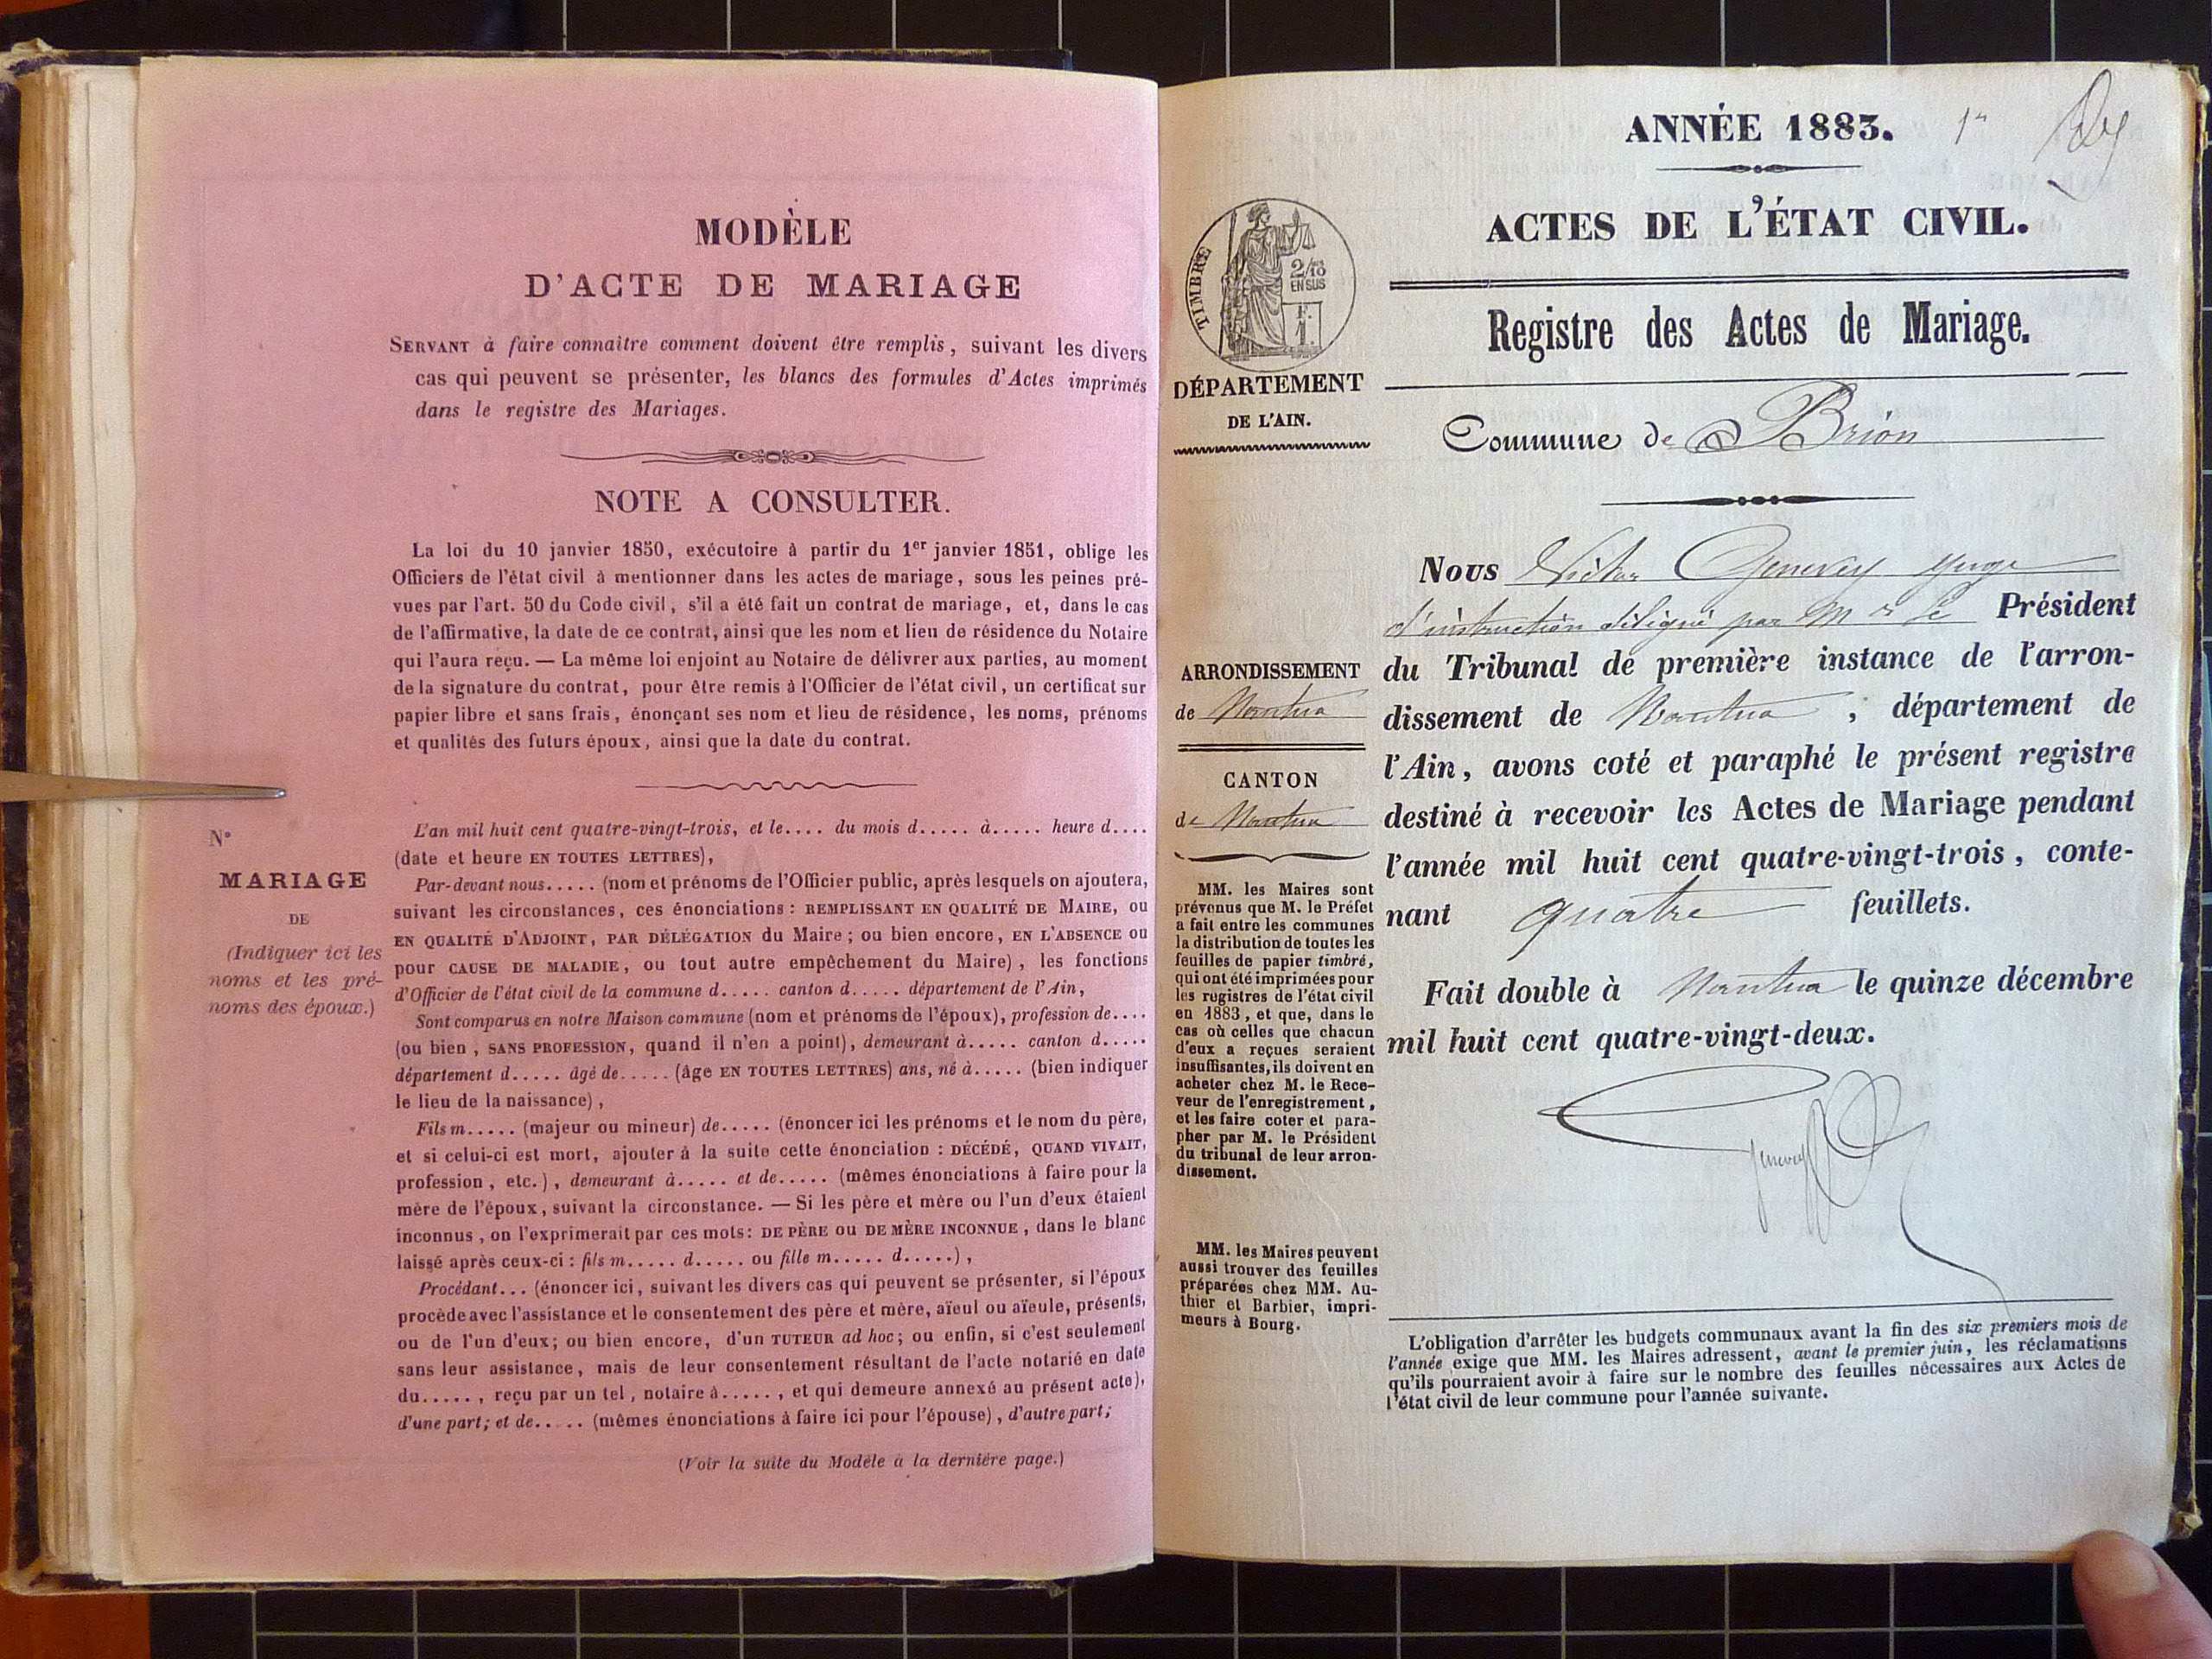 MODÈLE
D'ACTE DE MARIAGE
SERVANT à faire connaître comment doivent être remplis, suivant les divers
cas qui peuvent se présenter, les blancs des formules d'Actes imprimés
dans le registre des Mariages.
NOTE A CONSULTER.
La loi du 10 janvier 1850, exécutoire à partir du 1er janvier 1851, oblige les
Officiers de l'état civil à mentionner dans les actes de mariage, sous les peines pré-
vues par l'art. 50 du Code civil, s'il a été fait un contrat de mariage, et, dans le cas
de l'affirmative, la date de ce contrat, ainsi que les nom et lieu de résidence du Notaire
qui l'aura reçu. — La même loi enjoint au Notaire de délivrer aux parties, au moment
de la signature du contrat, pour être remis à l'Officier de l'état civil, un certificat sur
papier libre et sans frais, énonçant ses nom et lieu de résidence, les noms, prénoms
et qualités des futurs époux, ainsi que la date du contrat.
N°
MARIAGE
DE
(Indiquer ici les
noms et les pré-
noms des époux.)
L'an mil huit cent quatre-vingt-trois, et le.... du mois d..... à..... heure d....
(date et heure EN TOUTES LETTRES),
Par-devant nous..... (nom et prénoms de l'Officier public, après lesquels on ajoutera,
suivant les circonstances, ces énonciations : REMPLISSANT EN QUALITÉ DE MAIRE, ou
EN QUALITÉ D'ADJOINT, PAR DÉLÉGATION du Maire; ou bien encore, EN L'ABSENCE ou
pour CAUSE DE MALADIE, ou tout autre empêchement du Maire), les fonctions
d'Officier de l'état civil de la commune d..... canton d..... département de l'Ain,
Sont comparus en notre Maison commune (nom et prénoms de l'époux), profession de....
(ou bien, SANS PROFESSION, quand il n'en a point), demeurant à..... canton d.....
département d..... âgé de..... (âge EN TOUTES LETTRES) ans, né à..... (bien indiquer
le lieu de la naissance),
Fils m..... (majeur ou mineur) de..... (énoncer ici les prénoms et le nom du père,
et si celui-ci est mort, ajouter à la suite cette énonciation : DÉCÉDÉ, QUAND VIVAIT,
profession, etc.), demeurant à..... et de..... (mêmes énonciations à faire pour la
mère de l'époux, suivant la circonstance. — Si les père et mère ou l'un d'eux étaient
inconnus, on l'exprimerait par ces mots: DE PÈRE ou DE MÈRE INCONNUE, dans le blanc
laissé après ceux-ci : fils m..... d..... ou fille m..... d.....),
Procédant... (énoncer ici, suivant les divers cas qui peuvent se présenter, si l'époux
procède avec l'assistance et le consentement des père et mère, aïeul ou aïeule, présents,
ou de l'un d'eux; ou bien encore, d'un TUTEUR ad hoc; ou enfin, si c'est seulement
sans leur assistance, mais de leur consentement résultant de l'acte notarié en date
du....., reçu par un tel, notaire à....., et qui demeure annexé au présent acte),
d'une part; et de..... (mêmes énonciations à faire ici pour l'épouse), d'autre part;
(Voir la suite du Modèle à la dernière page.)
ANNÉE 1883. 1er
ACTES DE L'ÉTAT CIVIL.
Registre des Actes de Mariage.
Commune de Brion
TIMBRE
2/10
EN SUS
F.
1.
DÉPARTEMENT
DE L'AIN.
ARRONDISSEMENT
de Nantua
CANTON
de Nantua
MM. les Maires sont
prévenus que M. le Préfet
a fait entre les communes
la distribution de toutes les
feuilles de papier timbré,
qui ont été imprimées pour
les registres de l'état civil
en 1883, et que, dans le
cas où celles que chacun
d'eux a reçues seraient
insuffisantes, ils doivent en
acheter chez M. le Rece-
veur de l'enregistrement,
et les faire coter et para-
pher par M. le Président
du tribunal de leur arron-
dissement.
MM. les Maires peuvent
aussi trouver des feuilles
préparées chez MM. Au-
thier et Barbier, impri-
meurs à Bourg.
Nous Victor Genevey Juge
d'instruction délégué par Mr le Président
du Tribunal de première instance de l'arron-
dissement de Nantua, département de
l'Ain, avons coté et paraphé le présent registre
destiné à recevoir les Actes de Mariage pendant
l'année mil huit cent quatre-vingt-trois, conte-
nant quatre feuillets.
Fait double à Nantua le quinze décembre
mil huit cent quatre-vingt-deux.
Genevey
L'obligation d'arrêter les budgets communaux avant la fin des six premiers mois de
l'année exige que MM. les Maires adressent, avant le premier juin, les réclamations
qu'ils pourraient avoir à faire sur le nombre des feuilles nécessaires aux Actes de
l'état civil de leur commune pour l'année suivante.